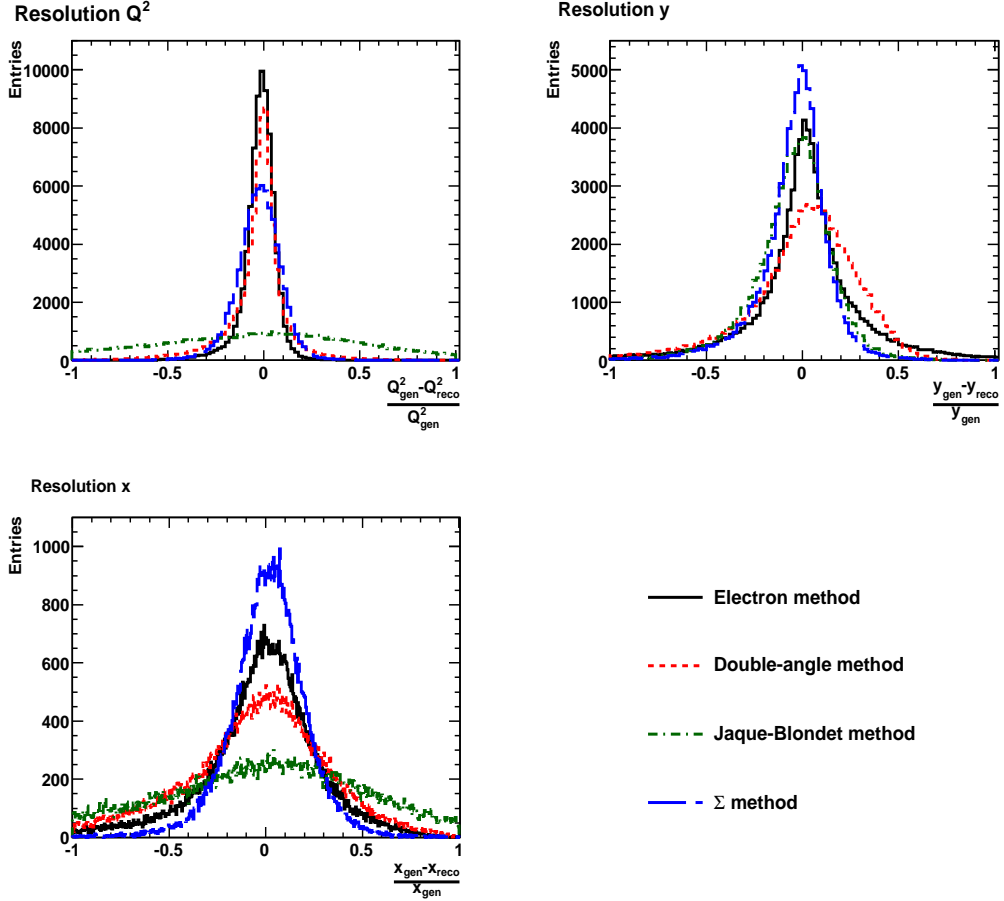 Resolution Q²
Entries
10000
8000
6000
4000
2000
0
-1 -0.5 0 0.5 1
Q²gen-Q²reco
Q²gen
Resolution y
Entries
5000
4000
3000
2000
1000
0
-1 -0.5 0 0.5 1
ygen-yreco
ygen
Resolution x
Entries
1000
800
600
400
200
0
-1 -0.5 0 0.5 1
xgen-xreco
xgen
Electron method
Double-angle method
Jaque-Blondet method
Σ method